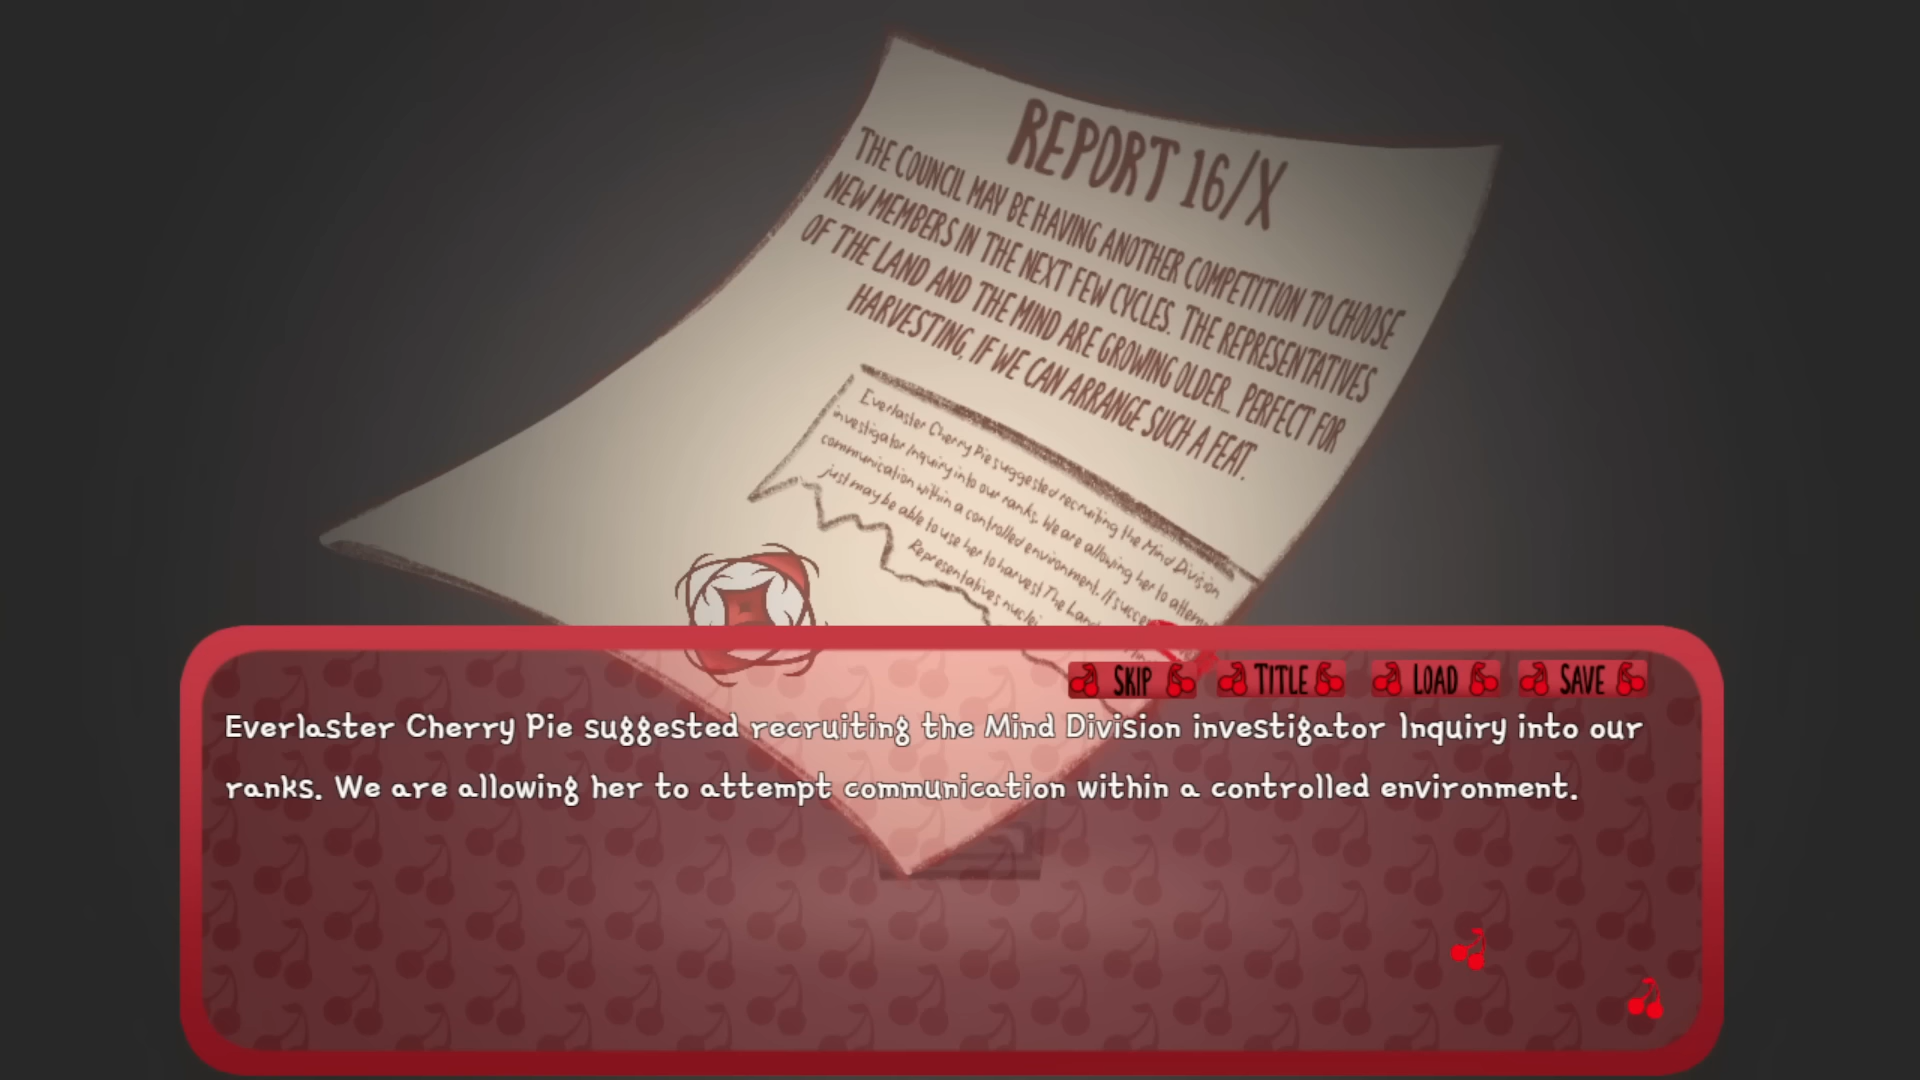 REPORT 16/X
THE COUNCIL MAY BE HAVING ANOTHER COMPETITION TO CHOOSE
NEW MEMBERS IN THE NEXT FEW CYCLES. THE REPRESENTATIVES
OF THE LAND AND THE MIND ARE GROWING OLDER... PERFECT FOR
HARVESTING, IF WE CAN ARRANGE SUCH A FEAT.
Everlaster Cherry Pie suggested recruiting the Mind Division
investigator Inquiry into our ranks. We are allowing her to attempt
communication within a controlled environment. If
just may be able to use her to harvest The Land
Representatives
SKIP TITLE LOAD SAVE
Everlaster Cherry Pie suggested recruiting the Mind Division investigator Inquiry into our
ranks. We are allowing her to attempt communication within a controlled environment.